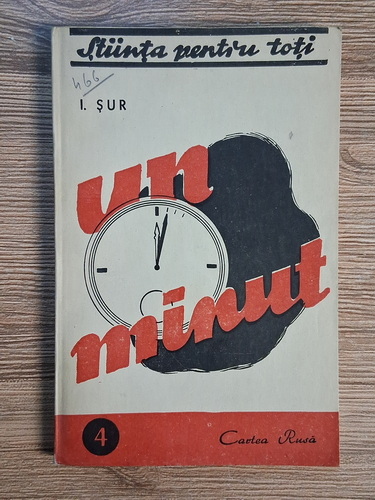 Știința pentru toți
466
I. ȘUR
un
minut
4
Cartea Rusă